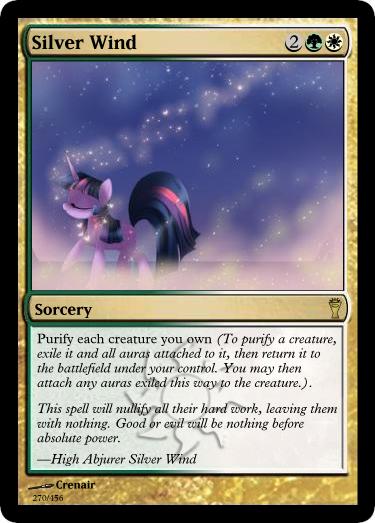 Silver Wind 2
Sorcery
Purify each creature you own (To purify a creature,
exile it and all auras attached to it, then return it to
the battlefield under your control. You may then
attach any auras exiled this way to the creature.).
This spell will nullify all their hard work, leaving them
with nothing. Good or evil will be nothing before
absolute power.
—High Abjurer Silver Wind
Crenair
270/456